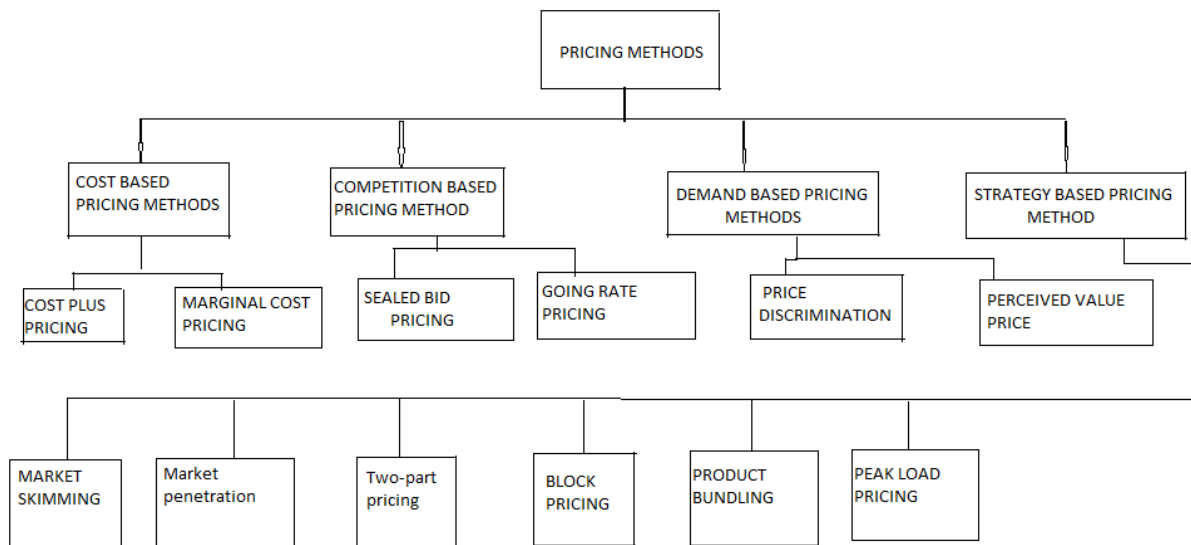 PRICING METHODS
COST BASED
PRICING METHODS
COMPETITION BASED
PRICING METHOD
DEMAND BASED PRICING
METHODS
STRATEGY BASED PRICING
METHOD
COST PLUS
PRICING
MARGINAL COST
PRICING
SEALED BID
PRICING
GOING RATE
PRICING
PRICE
DISCRIMINATION
PERCEIVED VALUE
PRICE
MARKET
SKIMMING
Market
penetration
Two-part
pricing
BLOCK
PRICING
PRODUCT
BUNDLING
PEAK LOAD
PRICING